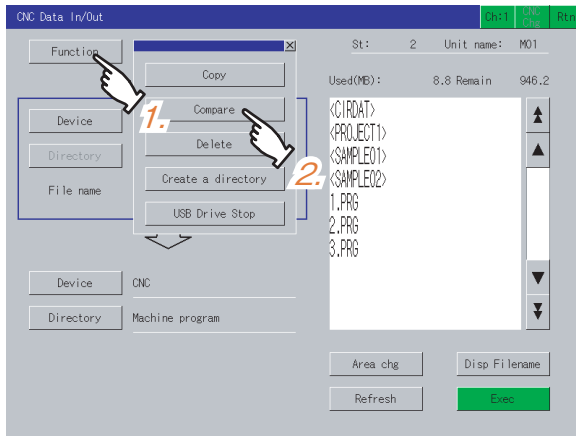 CNC Data In/Out
Ch:1
CNC Chg
Rtn
Function
St: 2 Unit name: M01
Used(MB): 8.8 Remain 946.2
Copy
Compare
Delete
Create a directory
USB Drive Stop
1.
2.
Device
Directory
File name
<CIRDAT>
<PROJECT1>
<SAMPLE01>
<SAMPLE02>
1.PRG
2.PRG
3.PRG
Device CNC
Directory Machine program
Area chg
Disp Filename
Refresh
Exec